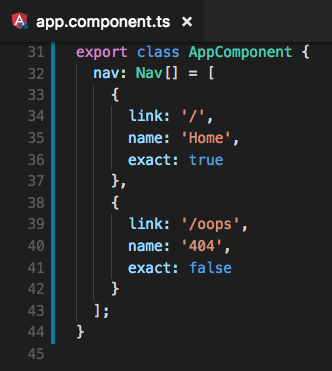 app.component.ts ×
31 export class AppComponent {
32   nav: Nav[] = [
33     {
34       link: '/',
35       name: 'Home',
36       exact: true
37     },
38     {
39       link: '/oops',
40       name: '404',
41       exact: false
42     }
43   ];
44 }
45